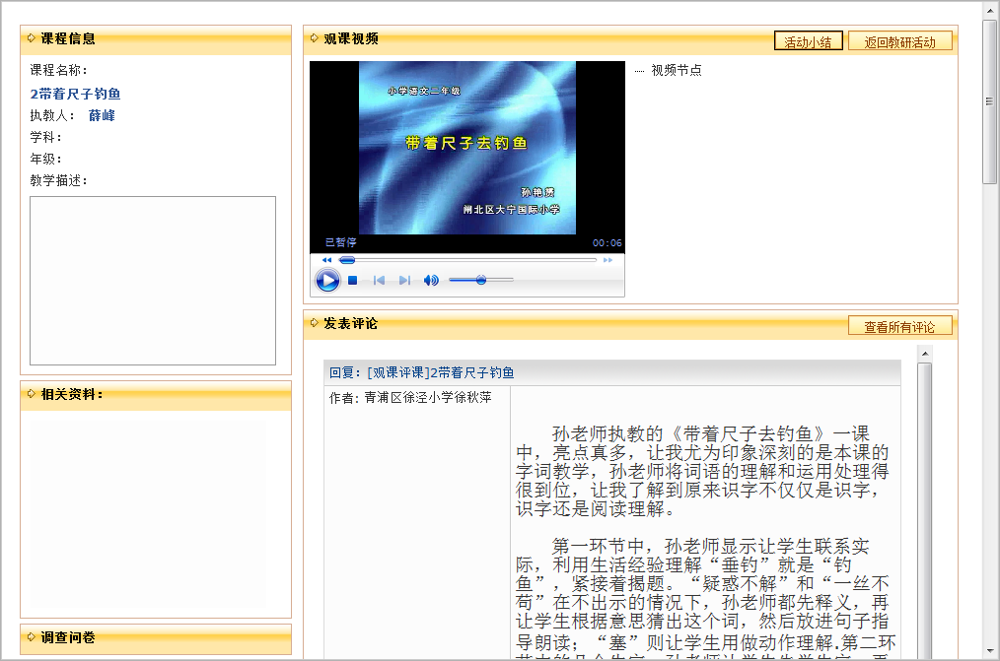 课程信息
课程名称：
2带着尺子钓鱼
执教人： 薛峰
学科：
年级：
教学描述：
相关资料：
调查问卷
观课视频
活动小结
返回教研活动
小学语文二年级
带着尺子去钓鱼
孙艳赟
闸北区大宁国际小学
已暂停
00:06
视频节点
发表评论
查看所有评论
回复：[观课评课]2带着尺子钓鱼
作者: 青浦区徐泾小学徐秋萍
孙老师执教的《带着尺子去钓鱼》一课
中，亮点真多，让我尤为印象深刻的是本课的
字词教学，孙老师将词语的理解和运用处理得
很到位，让我了解到原来识字不仅仅是识字，
识字还是阅读理解。
第一环节中，孙老师显示让学生联系实
际，利用生活经验理解“垂钓”就是“钓
鱼”，紧接着揭题。“疑惑不解”和“一丝不
苟”在不出示的情况下，孙老师都先释义，再
让学生根据意思猜出这个词，然后放进句子指
导朗读；“塞”则让学生用做动作理解.第二环